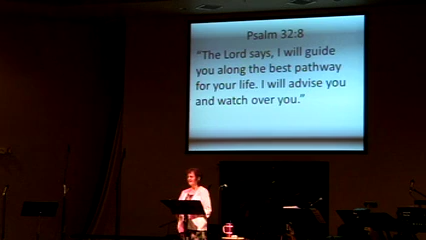 Psalm 32:8
“The Lord says, I will guide
you along the best pathway
for your life. I will advise you
and watch over you.”